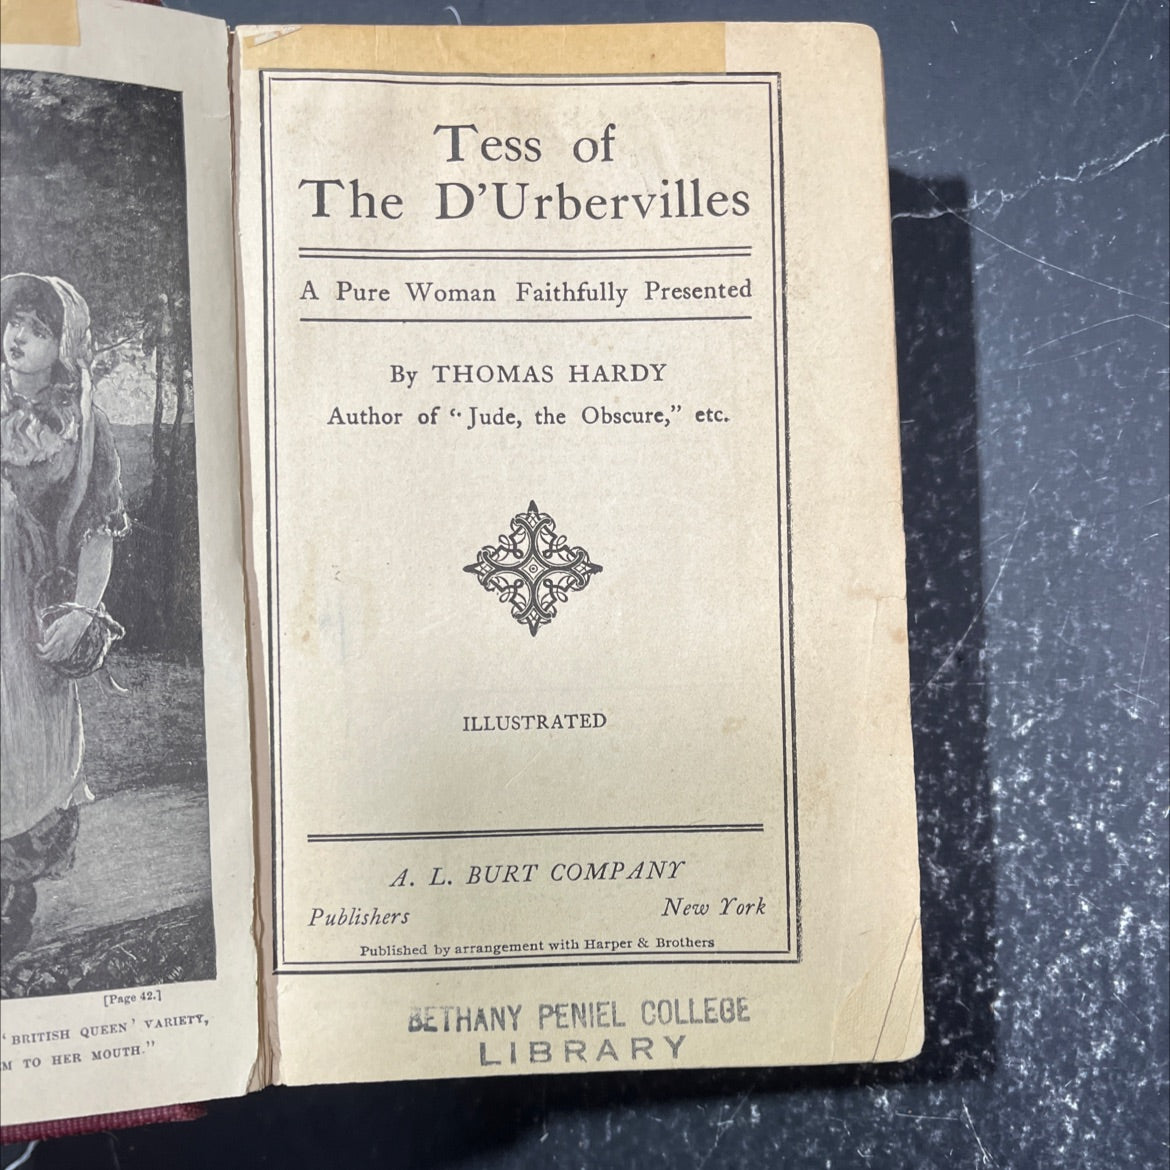 [Page 42.]
'BRITISH QUEEN' VARIETY,
M TO HER MOUTH."
Tess of
The D'Urbervilles
A Pure Woman Faithfully Presented
By THOMAS HARDY
Author of "Jude, the Obscure," etc.
ILLUSTRATED
A. L. BURT COMPANY
Publishers New York
Published by arrangement with Harper & Brothers
BETHANY PENIEL COLLEGE
LIBRARY